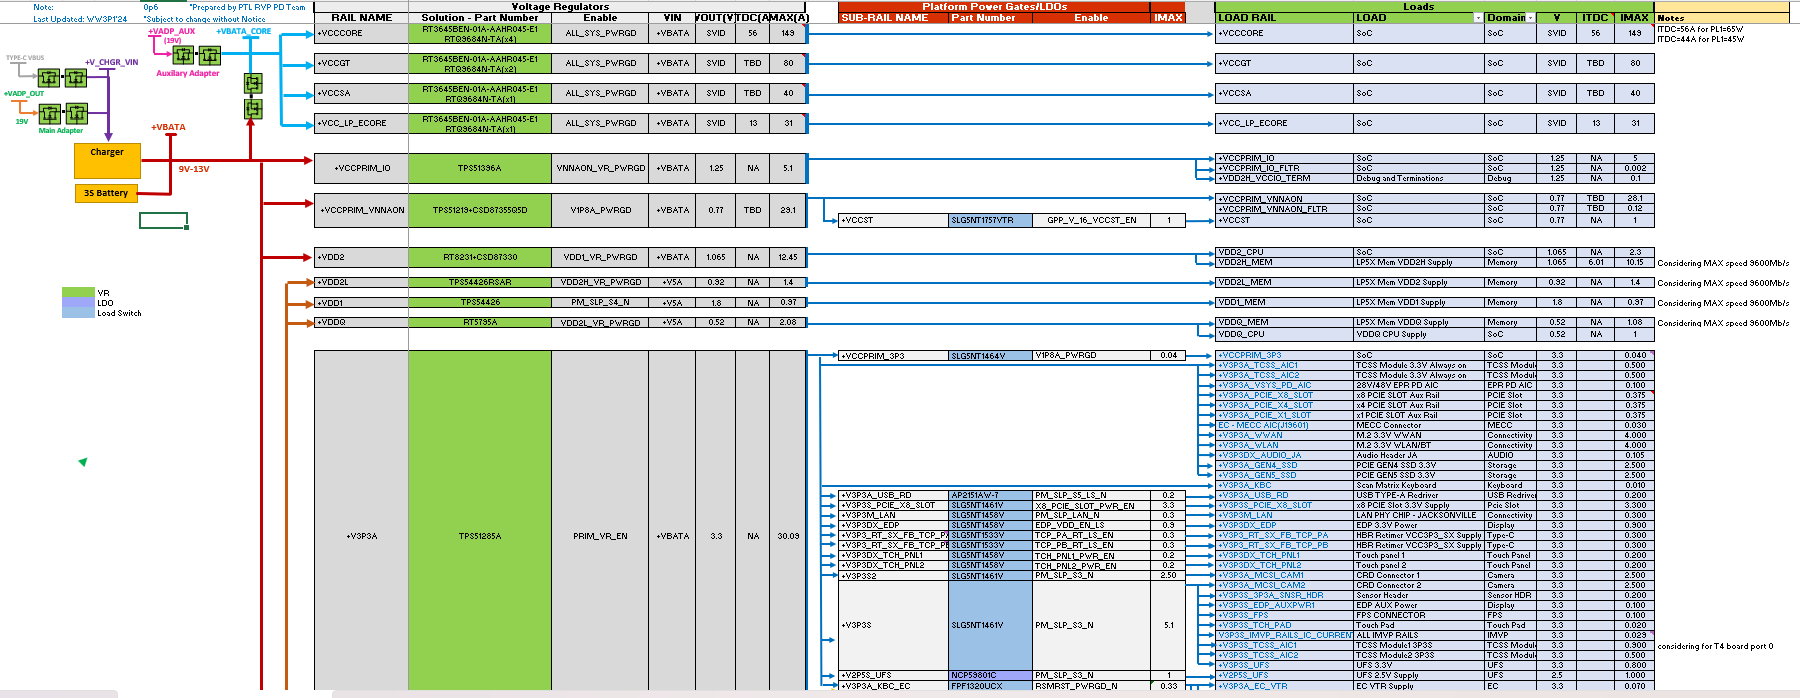 Note: 0p6 *Prepared by PTL RVP PD Team
Last Updated: WW3P1'24 *Subject to change without Notice
+VADP_AUX
(19V)
+VBATA_CORE
TYPE-C VBUS
+V_CHGR_VIN
Auxilary Adapter
+VADP_OUT
19V
Main Adapter
+VBATA
Charger
9V-13V
3S Battery
VR
LDO
Load Switch
Voltage Regulators
RAIL NAME Solution - Part Number Enable VIN
+VCCCORE RT3645BEN-01A-AAHR045-E1 RTQ9684N-TA(x4) ALL_SYS_PWRGD +VBATA SVID 56 149
+VCCGT RT3645BEN-01A-AAHR045-E1 RTQ9684N-TA(x2) ALL_SYS_PWRGD +VBATA SVID TBD 80
+VCCSA RT3645BEN-01A-AAHR045-E1 RTQ9684N-TA(x1) ALL_SYS_PWRGD +VBATA SVID TBD 40
+VCC_LP_ECORE RT3645BEN-01A-AAHR045-E1 RTQ9684N-TA(x1) ALL_SYS_PWRGD +VBATA SVID 13 31
+VCCPRIM_IO TPS51396A VNNAON_VR_PWRGD +VBATA 1.25 NA 5.1
+VCCPRIM_VNNAON TPS51219+CSD87355Q5D V1P8A_PWRGD +VBATA 0.77 TBD 29.1
+VDD2 RT8231+CSD87330 VDD1_VR_PWRGD +VBATA 1.065 NA 12.45
+VDD2L TPS54426RSAR VDD2H_VR_PWRGD +V5A 0.92 NA 1.4
+VDD1 TPS54426 PM_SLP_S4_N +V5A 1.8 NA 0.97
+VDDQ RT5795A VDD2L_VR_PWRGD +V5A 0.52 NA 2.08
+V3P3A TPS51285A PRIM_VR_EN +VBATA 3.3 NA 30.09
Platform Power Gates/LDOs
SUB-RAIL NAME Part Number Enable IMAX
+VCCST SLG5NT1757VTR GPP_V_16_VCCST_EN 1
+VCCPRIM_3P3 SLG5NT1464V V1P8A_PWRGD 0.04
+V3P3A_USB_RD AP2151AW-7 PM_SLP_S5_LS_N 0.2
+V3P3S_PCIE_X8_SLOT SLG5NT1461V X8_PCIE_SLOT_PWR_EN 3.3
+V3P3M_LAN SLG5NT1458V PM_SLP_LAN_N 0.3
+V3P3DX_EDP SLG5NT1458V EDP_VDD_EN_LS 0.9
+V3P3_RT_SX_FB_TCP_PA SLG5NT1533V TCP_PA_RT_LS_EN 0.3
+V3P3_RT_SX_FB_TCP_PB SLG5NT1533V TCP_PB_RT_LS_EN 0.3
+V3P3DX_TCH_PNL1 SLG5NT1458V TCH_PNL1_PWR_EN 0.2
+V3P3DX_TCH_PNL2 SLG5NT1458V TCH_PNL2_PWR_EN 0.2
+V3P3S2 SLG5NT1461V PM_SLP_S3_N 2.50
+V3P3S SLG5NT1461V PM_SLP_S3_N 5.1
+V2P5S_UFS NCP59801C PM_SLP_S3_N 1
+V3P3A_KBC_EC FPF1320UCX RSMRST_PWRGD_N 0.33
Loads
LOAD RAIL LOAD Domain V ITDC IMAX Notes
+VCCCORE SoC SoC SVID 56 149 ITDC=56A for PL1=65W
ITDC=44A for PL1=45W
+VCCGT SoC SoC SVID TBD 80
+VCCSA SoC SoC SVID TBD 40
+VCC_LP_ECORE SoC SoC SVID 13 31
+VCCPRIM_IO SoC SoC 1.25 NA 5
+VCCPRIM_IO_FLTR SoC SoC 1.25 NA 0.002
+VDD2H_VCCIO_TERM Debug and Terminations Debug 1.25 NA 0.1
+VCCPRIM_VNNAON SoC SoC 0.77 TBD 28.1
+VCCPRIM_VNNAON_FLTR SoC SoC 0.77 TBD 0.12
+VCCST SoC SoC 0.77 NA 1
VDD2_CPU SoC SoC 1.065 NA 2.3
VDD2H_MEM LP5X Mem VDD2H Supply Memory 1.065 6.01 10.15 Considering MAX speed 9600Mb/s
VDD2L_MEM LP5X Mem VDD2 Supply Memory 0.92 NA 1.4 Considering MAX speed 9600Mb/s
VDD1_MEM LP5X Mem VDD1 Supply Memory 1.8 NA 0.97 Considering MAX speed 9600Mb/s
VDDQ_MEM LP5X Mem VDDQ Supply Memory 0.52 NA 1.08 Considering MAX speed 9600Mb/s
VDDQ_CPU VDDQ CPU Supply SoC 0.52 NA 1
+VCCPRIM_3P3 SoC SoC 3.3 0.040
+V3P3A_TCSS_AIC1 TCSS Module 3.3V Always on TCSS Modul 3.3 0.500
+V3P3A_TCSS_AIC2 TCSS Module 3.3V Always on TCSS Modul 3.3 0.500
+V3P3A_VSYS_PD_AIC 28V/48V EPR PD AIC EPR PD AIC 3.3 0.100
+V3P3A_PCIE_X8_SLOT x8 PCIE SLOT Aux Rail PCIE Slot 3.3 0.375
+V3P3A_PCIE_X4_SLOT x4 PCIE SLOT Aux Rail PCIE Slot 3.3 0.375
+V3P3A_PCIE_X1_SLOT x1 PCIE SLOT Aux Rail PCIE Slot 3.3 0.375
EC - MECC AIC(J19601) MECC Connector MECC 3.3 0.030
+V3P3A_WWAN M.2 3.3V WWAN Connectivity 3.3 4.000
+V3P3A_WLAN M.2 3.3V WLAN/BT Connectivity 3.3 4.000
+V3P3DX_AUDIO_JA Audio Header JA AUDIO 3.3 0.105
+V3P3A_GEN4_SSD PCIE GEN4 SSD 3.3V Storage 3.3 2.500
+V3P3A_GEN5_SSD PCIE GEN5 SSD 3.3V Storage 3.3 2.500
+V3P3A_KBC Scan Matrix Keyboard Keyboard 3.3 0.010
+V3P3A_USB_RD USB TYPE-A Redriver USB Redriver 3.3 0.200
+V3P3S_PCIE_X8_SLOT x8 PCIE Slot 3.3V Supply Pcie Slot 3.3 3.300
+V3P3M_LAN LAN PHY CHIP - JACKSONVILLE Connectivity 3.3 0.300
+V3P3DX_EDP EDP 3.3V Power Display 3.3 0.900
+V3P3_RT_SX_FB_TCP_PA HBR Retimer VCC3P3_SX Supply Type-C 3.3 0.300
+V3P3_RT_SX_FB_TCP_PB HBR Retimer VCC3P3_SX Supply Type-C 3.3 0.300
+V3P3DX_TCH_PNL1 Touch panel 1 Touch Panel 3.3 0.200
+V3P3DX_TCH_PNL2 Touch panel 2 Touch Panel 3.3 0.200
+V3P3A_MCSI_CAM1 CRD Connector 1 Camera 3.3 2.500
+V3P3A_MCSI_CAM2 CRD Connector 2 Camera 3.3 2.500
+V3P3S_3P3A_SNSR_HDR Sensor Header Sensor HDR 3.3 0.200
+V3P3S_EDP_AUXPWR1 EDP AUX Power Display 3.3 0.100
+V3P3S_FPS FPS CONNECTOR FPS 3.3 0.100
+V3P3S_TCH_PAD Touch Pad Touch Pad 3.3 0.020
V3P3S_IMVP_RAILS_IC_CURREN ALL IMVP RAILS IMVP 3.3 0.029
+V3P3S_TCSS_AIC1 TCSS Module1 3P3S TCSS Modul 3.3 0.900 considering for T4 board port 0
+V3P3S_TCSS_AIC2 TCSS Module2 3P3S TCSS Modul 3.3 0.500
+V3P3S_UFS UFS 3.3V UFS 3.3 0.800
+V2P5S_UFS UFS 2.5V Supply UFS 2.5 1.000
+V3P3A_EC_VTR EC VTR Supply EC 3.3 0.070